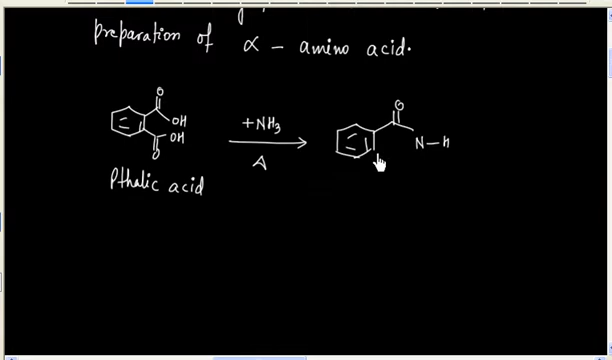 preparation of α – amino acid.
O
OH
OH
O
+NH3
Δ
O
N–H
Pthalic acid